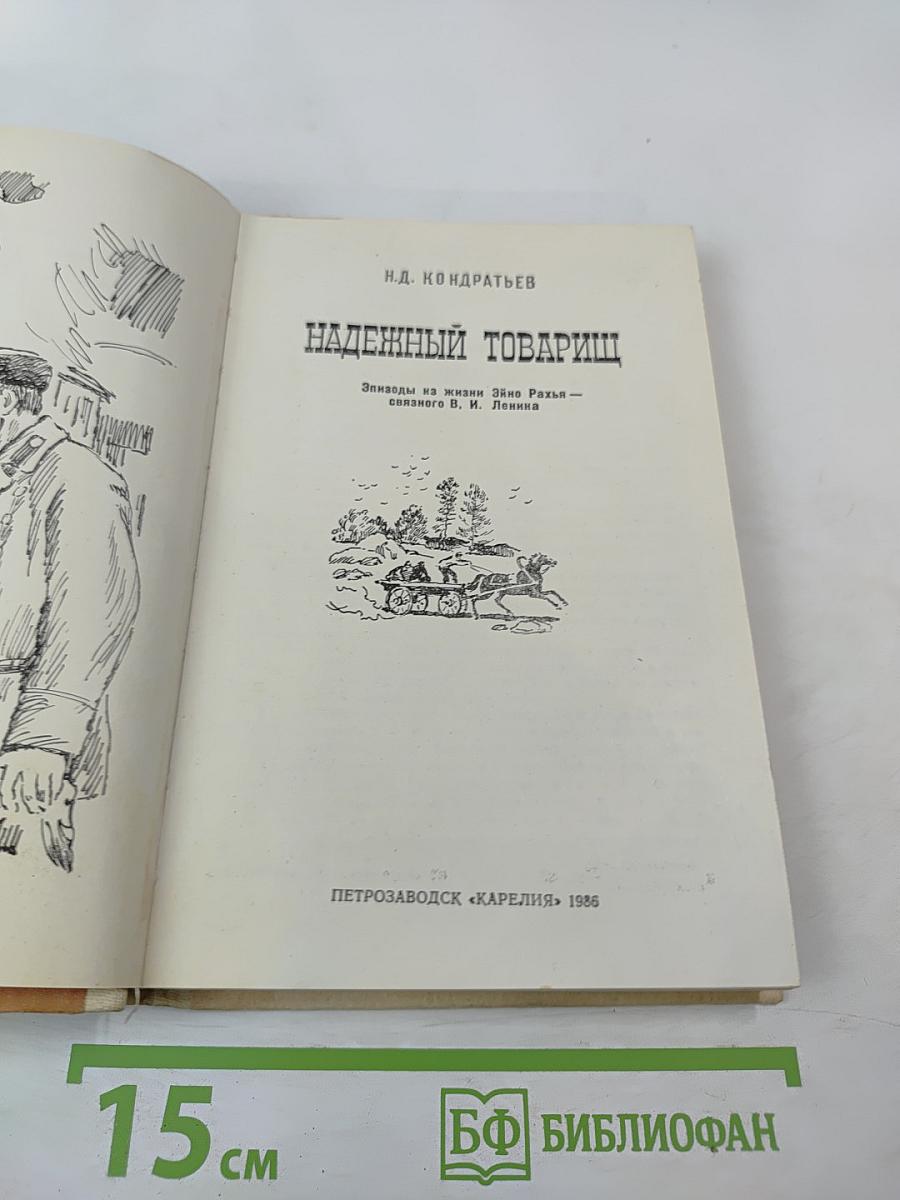 Н.Д. КОНДРАТЬЕВ
НАДЕЖНЫЙ ТОВАРИЩ
Эпизоды из жизни Эйно Рахья —
связного В. И. Ленина
ПЕТРОЗАВОДСК «КАРЕЛИЯ» 1986
15 см
БФ БИБЛИОФАН